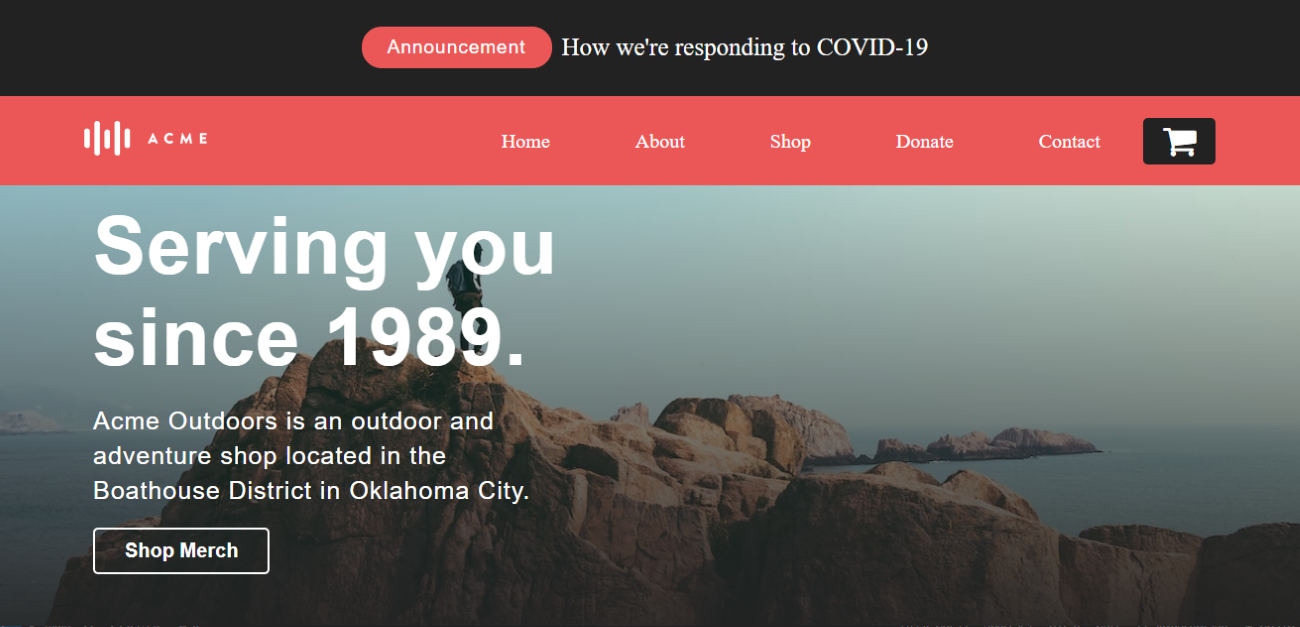 Announcement How we're responding to COVID-19
ACME Home About Shop Donate Contact
Serving you
since 1989.
Acme Outdoors is an outdoor and
adventure shop located in the
Boathouse District in Oklahoma City.
Shop Merch